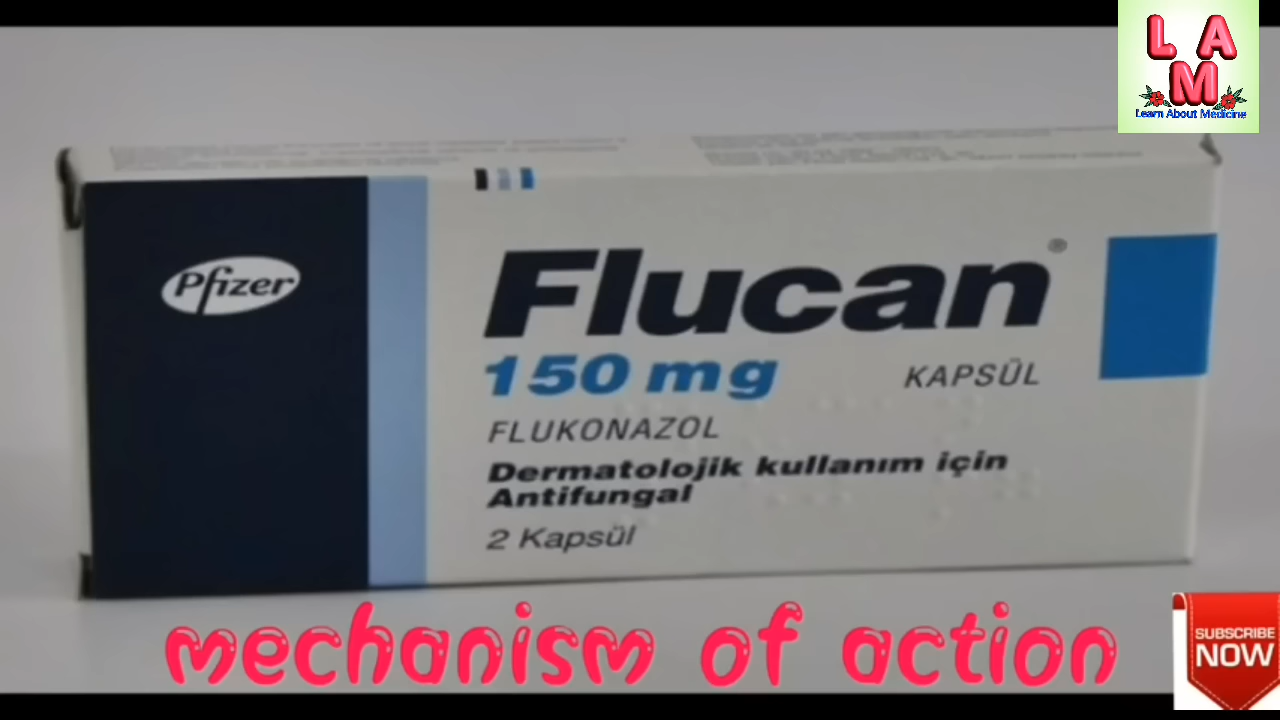 L A
M
Learn About Medicine
Pfizer
Flucan®
150 mg
KAPSÜL
FLUKONAZOL
Dermatolojik kullanım için
Antifungal
2 Kapsül
mechanism of action
SUBSCRIBE
NOW